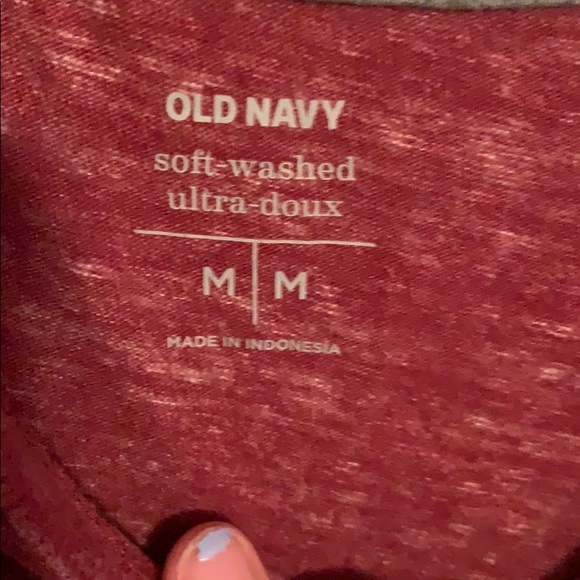 OLD NAVY
soft-washed
ultra-doux
M | M
MADE IN INDONESIA